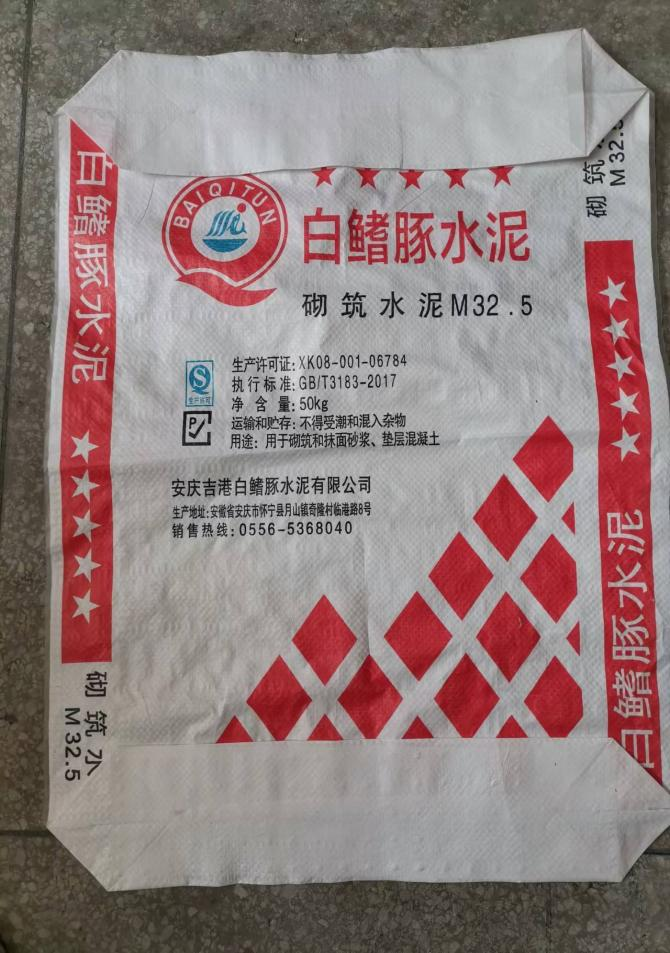 BAIQITUN
白鳍豚水泥
砌筑水泥M32.5
生产许可证:XK08-001-06784
执行标准:GB/T3183-2017
净含量:50kg
运输和贮存:不得受潮和混入杂物
用途:用于砌筑和抹面砂浆、垫层混凝土
S
生产许可
安庆吉港白鳍豚水泥有限公司
生产地址:安徽省安庆市怀宁县月山镇奇隆村临港路8号
销售热线:0556-5368040
白鳍豚水泥
砌筑水
M32.5
砌筑
M32.5
白鳍豚水泥